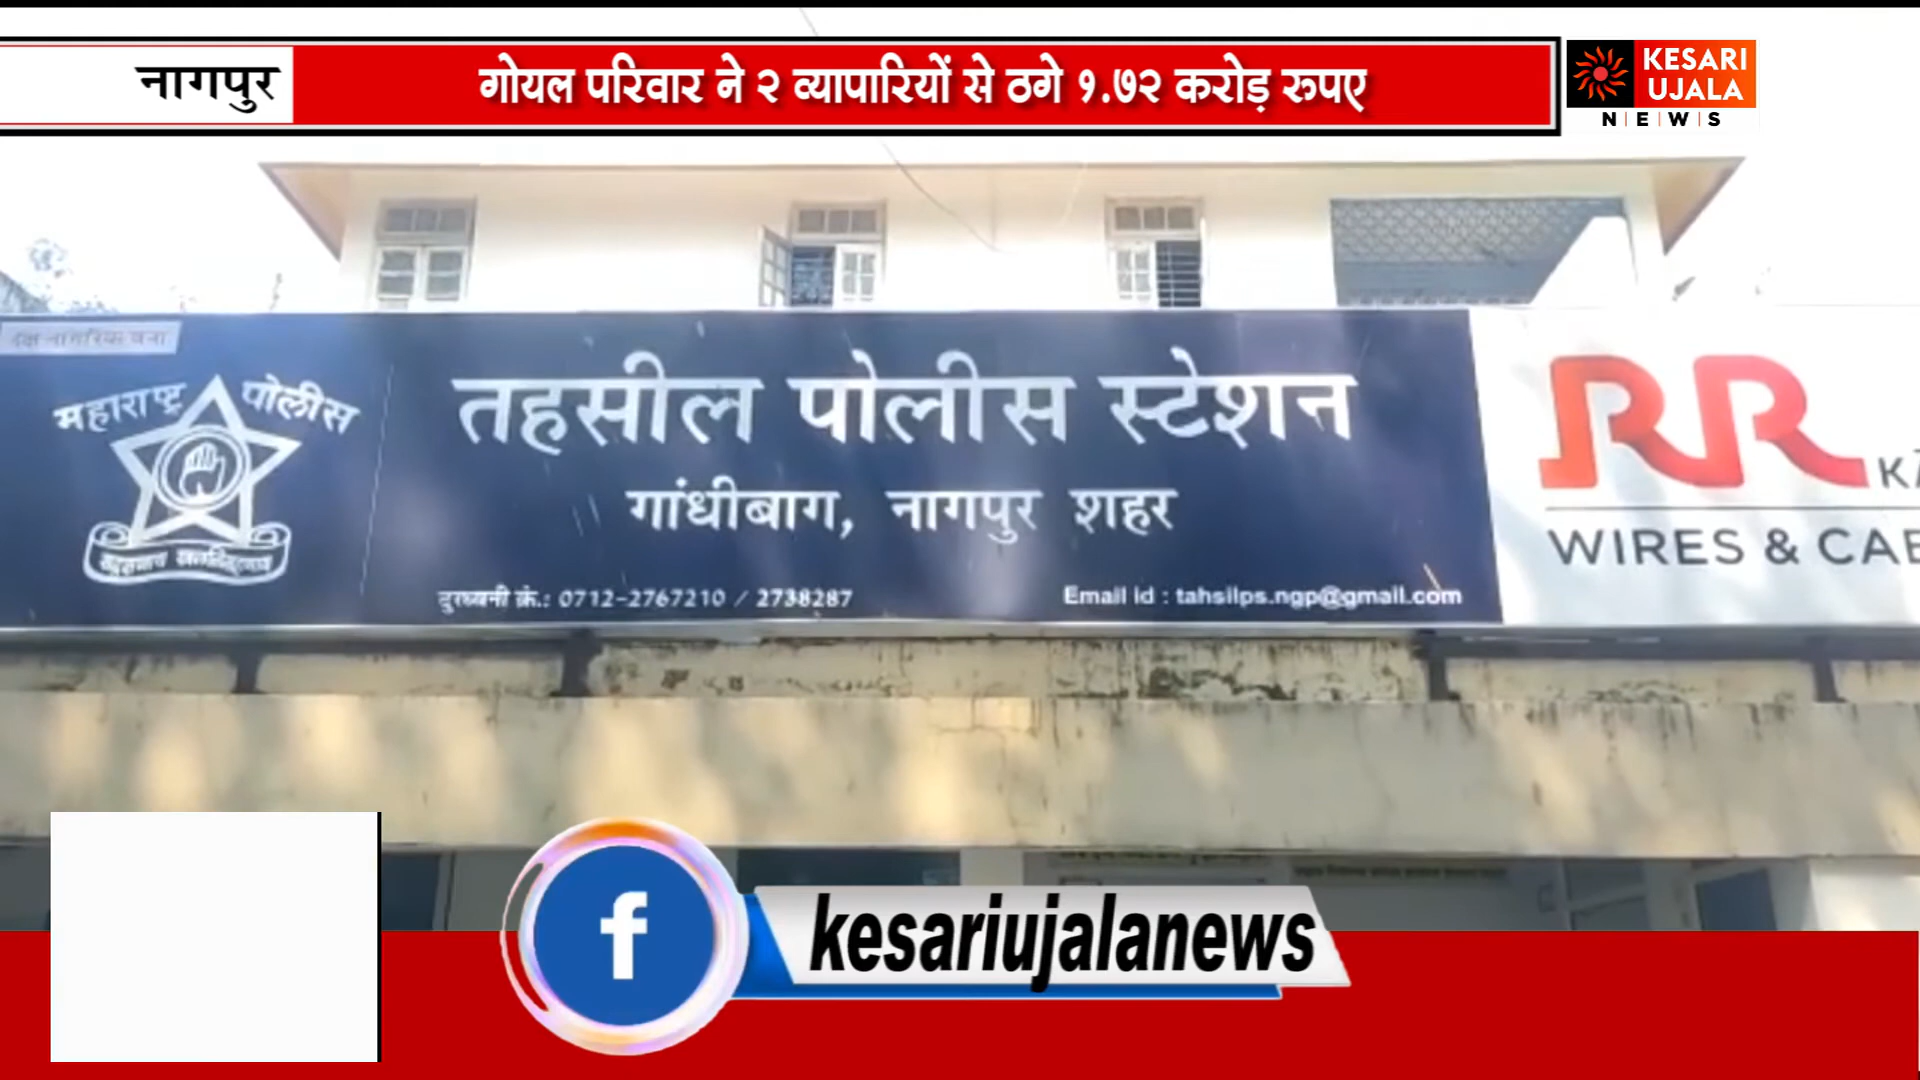 नागपुर
गोयल परिवार ने २ व्यापारियों से ठगे १.७२ करोड़ रुपए
KESARI
UJALA
NEWS
महाराष्ट्र पोलीस
तहसील पोलीस स्टेशन
गांधीबाग, नागपुर शहर
दुरध्वनी क्रं.: 0712-2767210 / 2738287
Email id : tahsilps.ngp@gmail.com
RR
WIRES & CAB
f
kesariujalanews